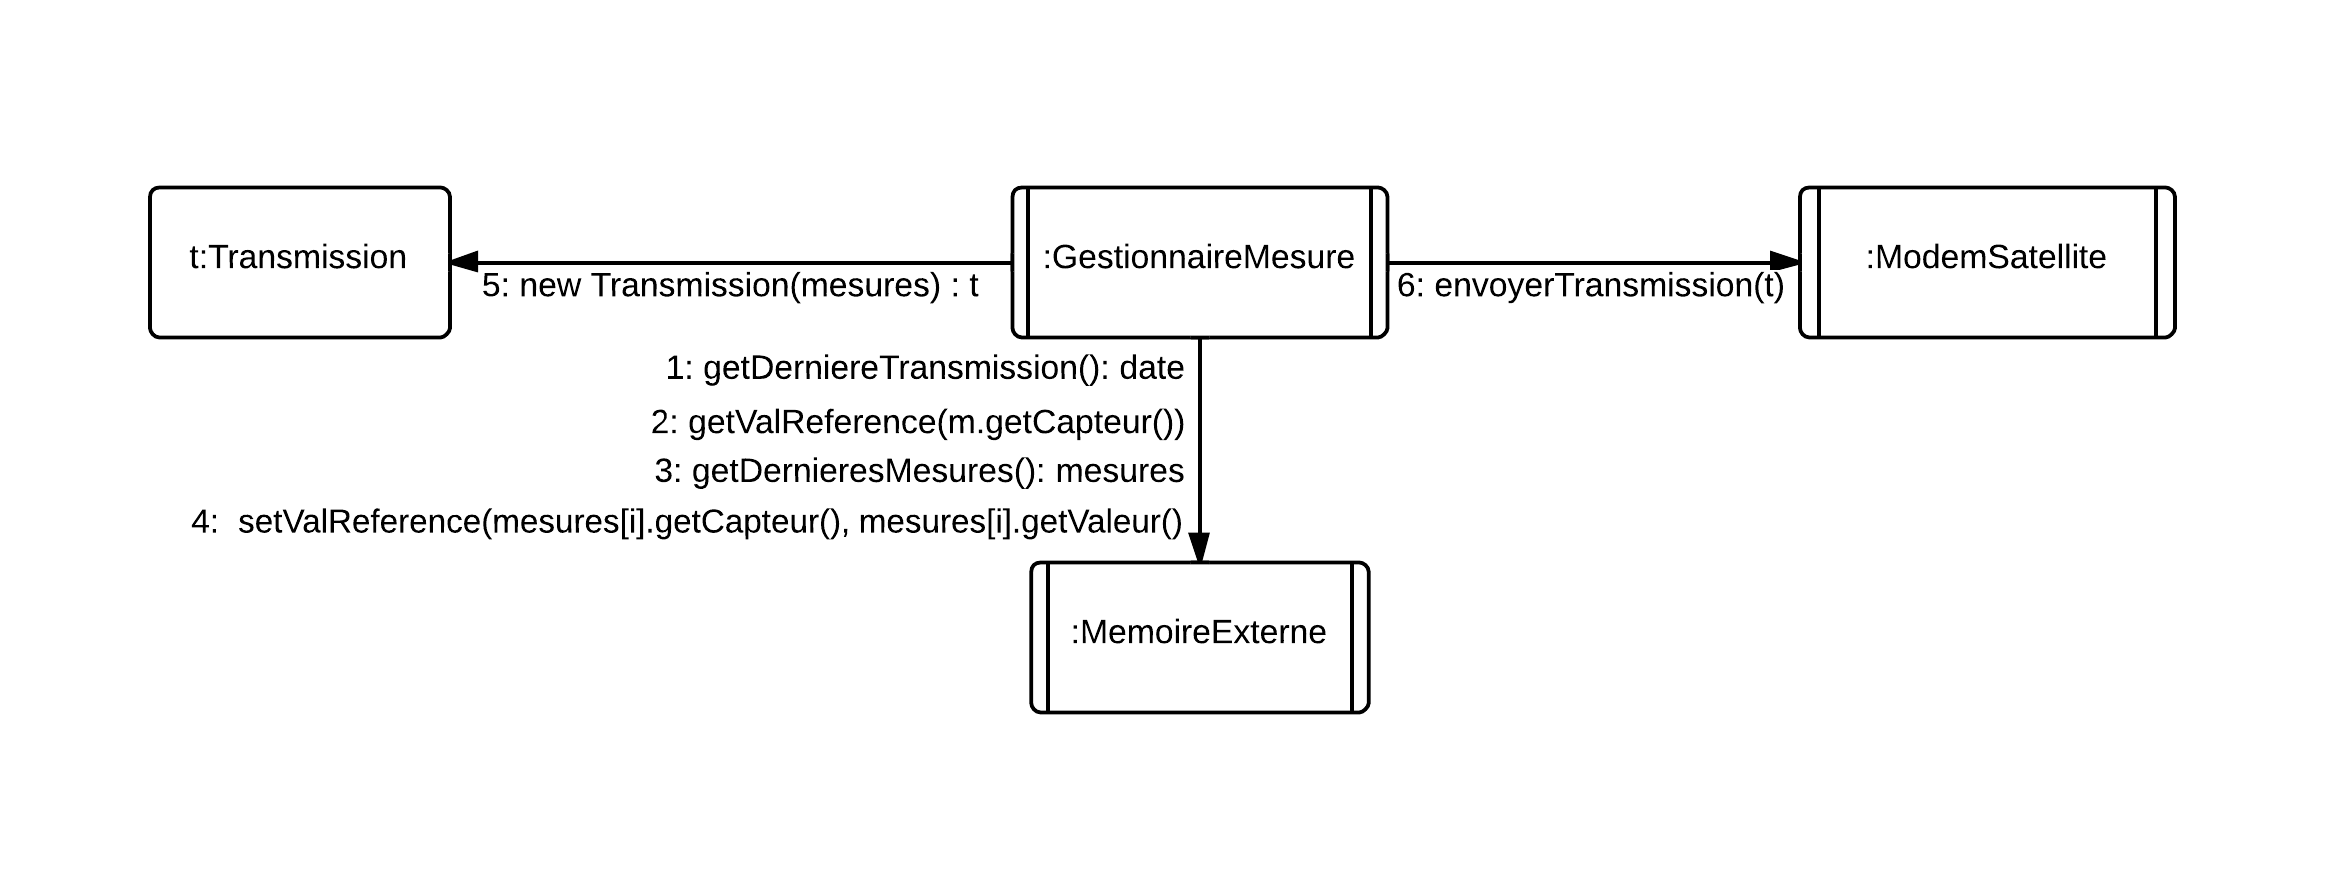 t:Transmission
:GestionnaireMesure
:ModemSatellite
5: new Transmission(mesures) : t
6: envoyerTransmission(t)
1: getDerniereTransmission(): date
2: getValReference(m.getCapteur())
3: getDernieresMesures(): mesures
4:  setValReference(mesures[i].getCapteur(), mesures[i].getValeur()
:MemoireExterne